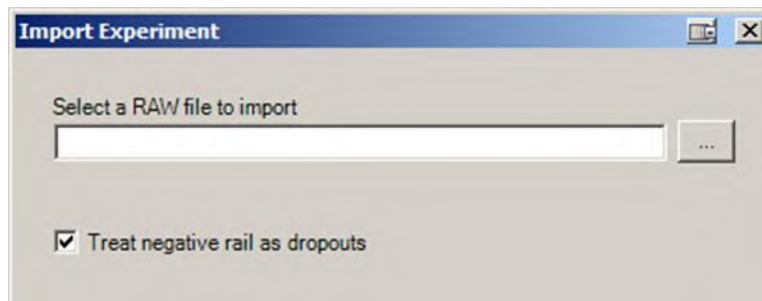 Import Experiment
Select a RAW file to import
...
Treat negative rail as dropouts